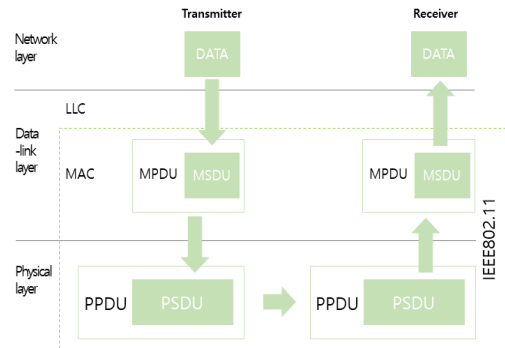 Transmitter
Receiver
Network
layer
DATA
DATA
LLC
Data
-link
layer
MAC
MPDU
MSDU
MPDU
MSDU
IEEE802.11
Physical
layer
PPDU
PSDU
PPDU
PSDU